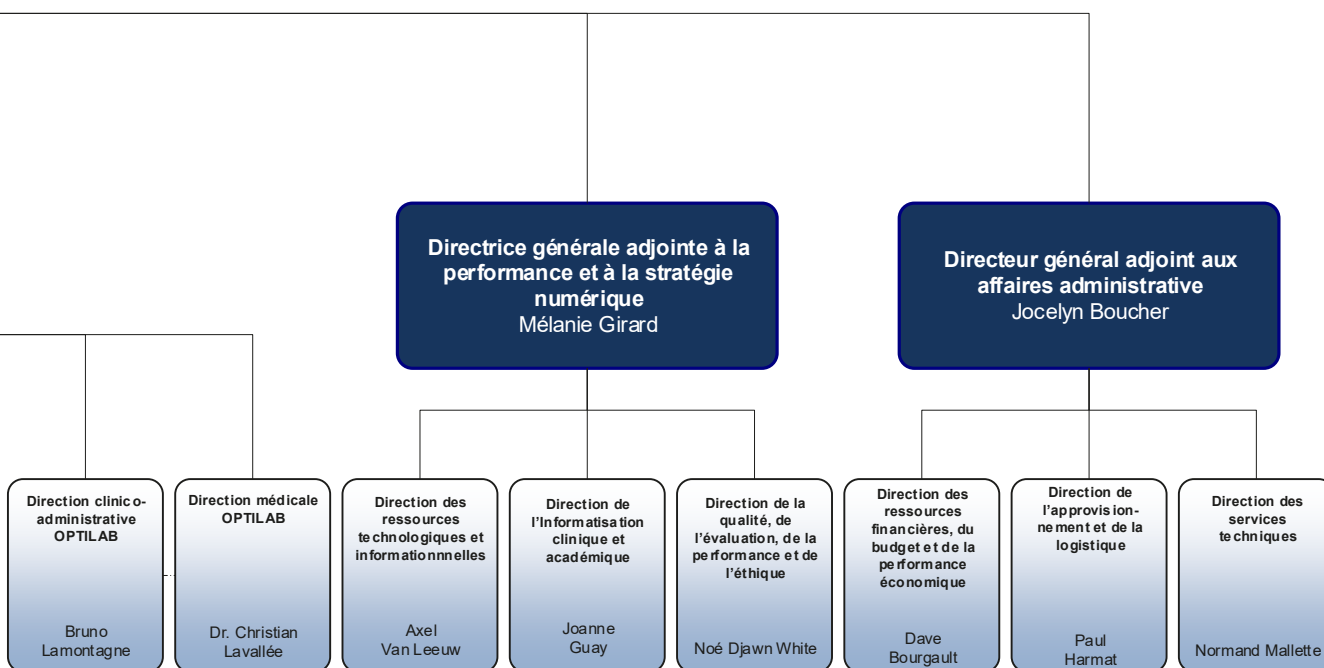 Directrice générale adjointe à la
performance et à la stratégie
numérique
Mélanie Girard
Directeur général adjoint aux
affaires administrative
Jocelyn Boucher
Direction clinico-
administrative
OPTILAB
Bruno
Lamontagne
Direction médicale
OPTILAB
Dr. Christian
Lavallée
Direction des
ressources
technologiques et
informationnnelles
Axel
Van Leeuw
Direction de
l'Informatisation
clinique et
académique
Joanne
Guay
Direction de la
qualité, de
l'évaluation, de la
performance et de
l'éthique
Noé Djawn White
Direction des
ressources
financières, du
budget et de la
performance
économique
Dave
Bourgault
Direction de
l'approvision-
nement et de la
logistique
Paul
Harmat
Direction des
services
techniques
Normand Mallette